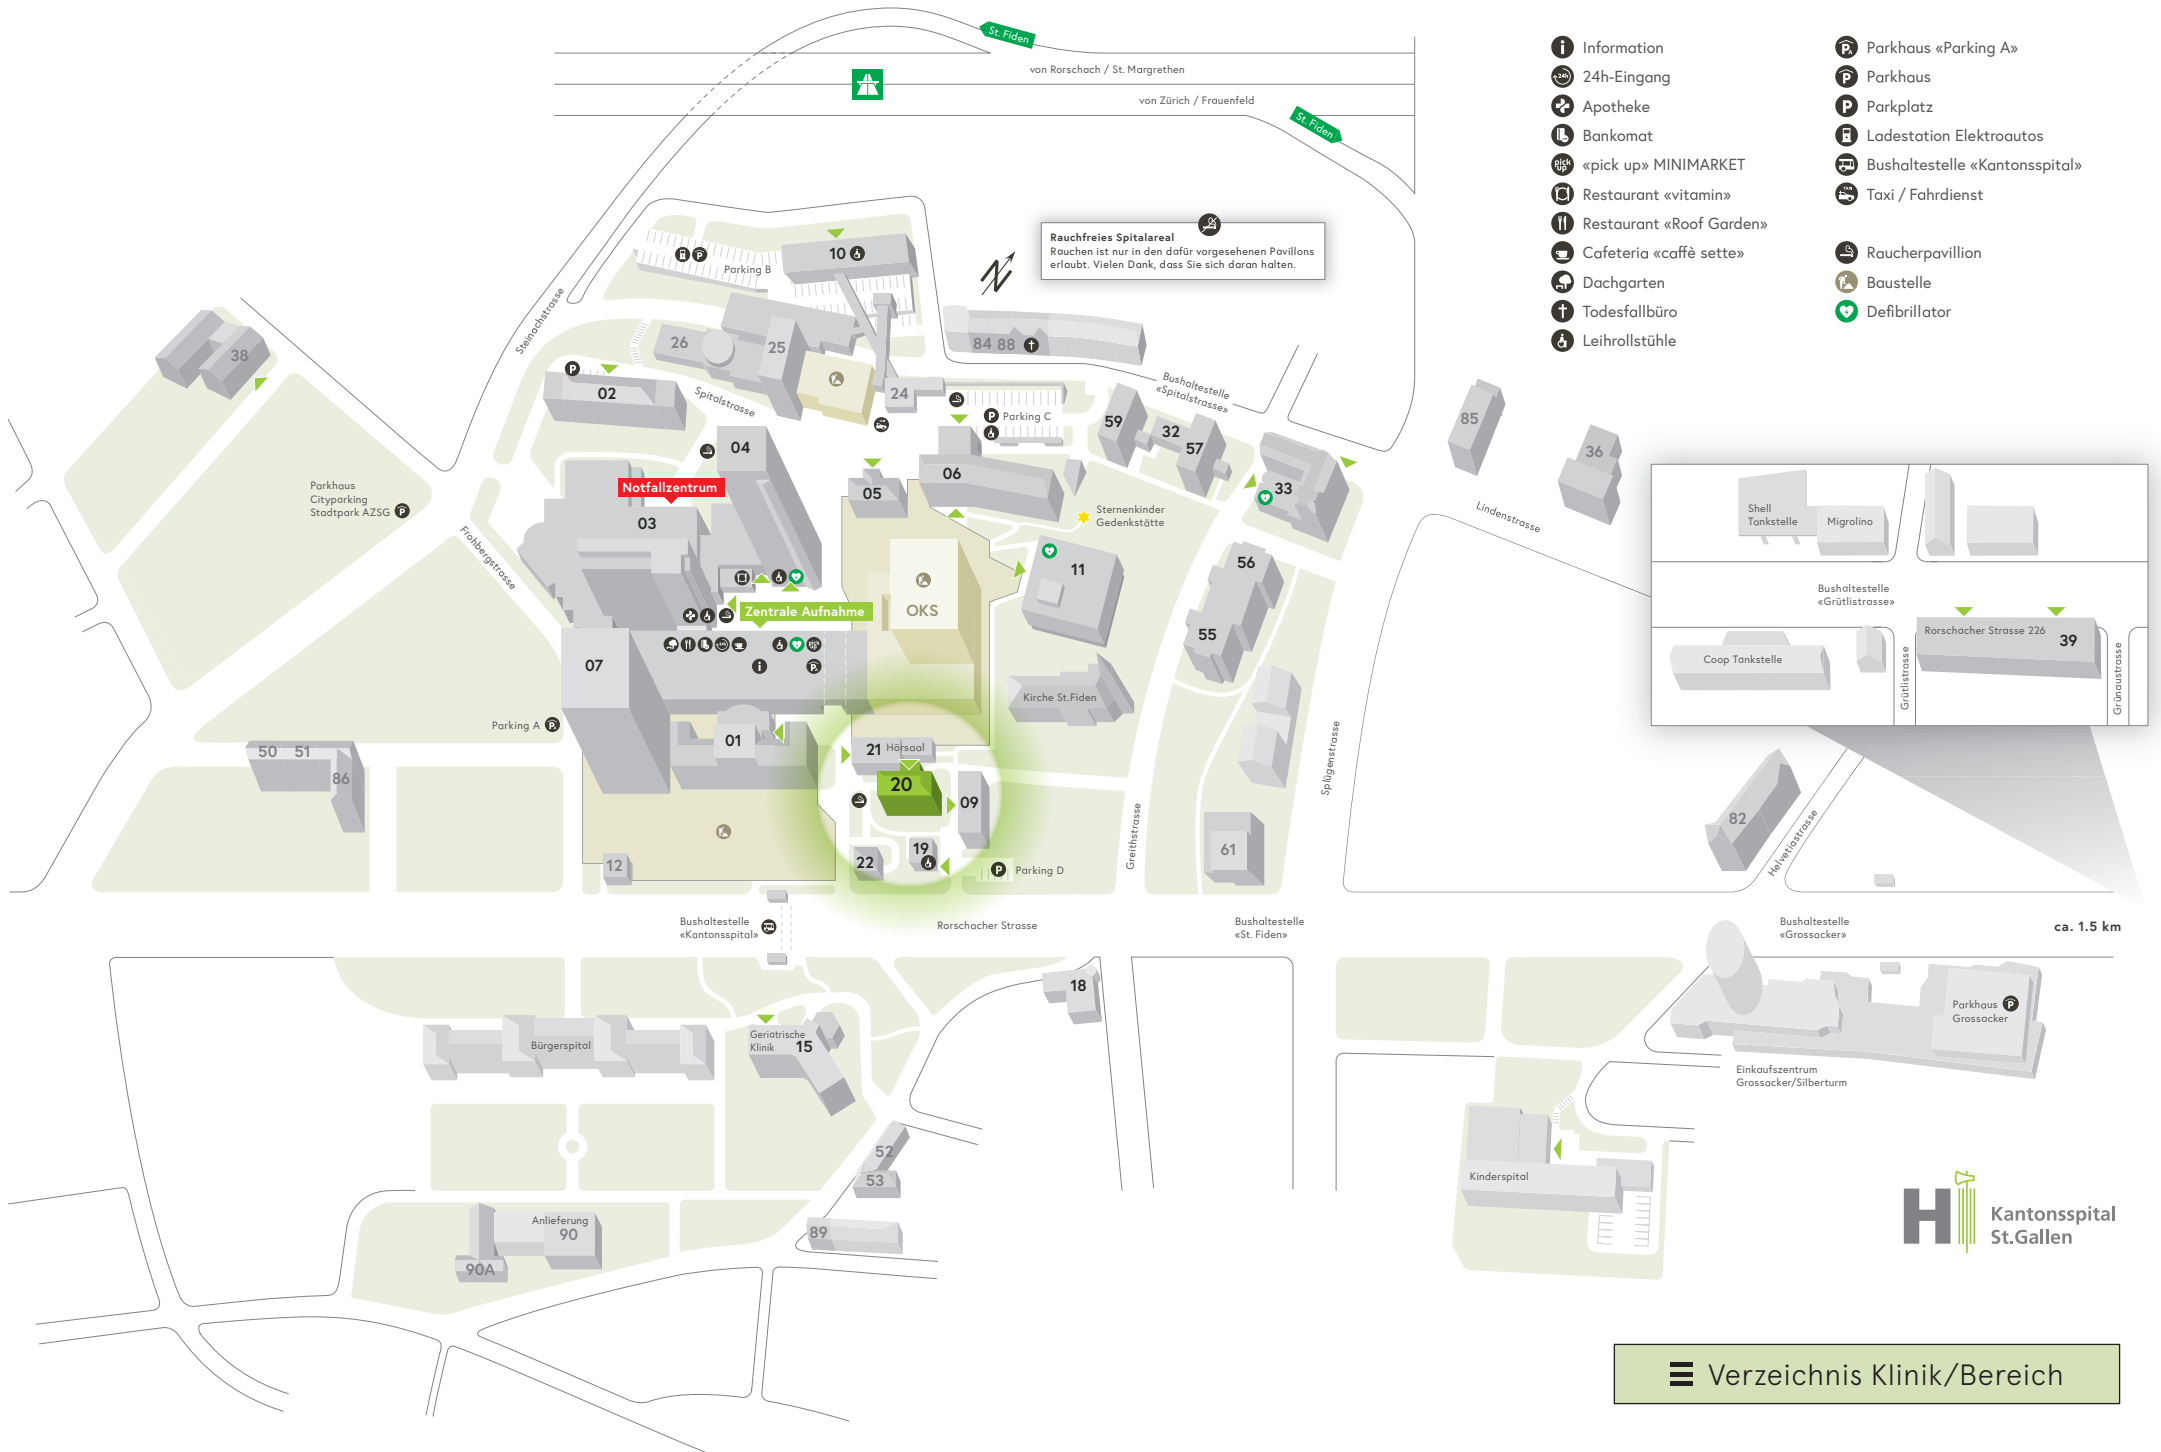 St. Fiden
von Rorschach / St. Margrethen
von Zürich / Frauenfeld
St. Fiden
Information
24h-Eingang
Apotheke
Bankomat
«pick up» MINIMARKET
Restaurant «vitamin»
Restaurant «Roof Garden»
Cafeteria «caffè sette»
Dachgarten
Todesfallbüro
Leihrollstühle
Parkhaus «Parking A»
Parkhaus
Parkplatz
Ladestation Elektroautos
Bushaltestelle «Kantonsspital»
Taxi / Fahrdienst
Raucherpavillion
Baustelle
Defibrillator
Rauchfreies Spitalareal
Rauchen ist nur in den dafür vorgesehenen Pavillons
erlaubt. Vielen Dank, dass Sie sich daran halten.
N
10
Parking B
Steinachstrasse
38
26
25
84 88
02
Spitalstrasse
24
Bushaltestelle
«Spitalstrasse»
Parking C
59
32
57
85
36
04
06
05
33
Parkhaus
Cityparking
Stadtpark AZSG
Notfallzentrum
03
Frohbergstrasse
Sternenkinder
Gedenkstätte
Lindenstrasse
11
56
55
OKS
Zentrale Aufnahme
07
Kirche St.Fiden
Shell
Tankstelle
Migrolino
Bushaltestelle
«Grütlistrasse»
Rorschacher Strasse 226
39
Coop Tankstelle
Grütlistrasse
Grünaustrasse
Parking A
01
21 Hörsaal
20
09
50 51
86
Splügenstrasse
Greithstrasse
12
22
19
Parking D
61
82
Helvetiastrasse
Bushaltestelle
«Kantonsspital»
Rorschacher Strasse
Bushaltestelle
«St. Fiden»
Bushaltestelle
«Grossacker»
ca. 1.5 km
18
Bürgerspital
Geriatrische
Klinik 15
Parkhaus
Grossacker
Einkaufszentrum
Grossacker/Silberturm
52
53
89
Anlieferung
90
90A
Kinderspital
Kantonsspital
St.Gallen
Verzeichnis Klinik/Bereich